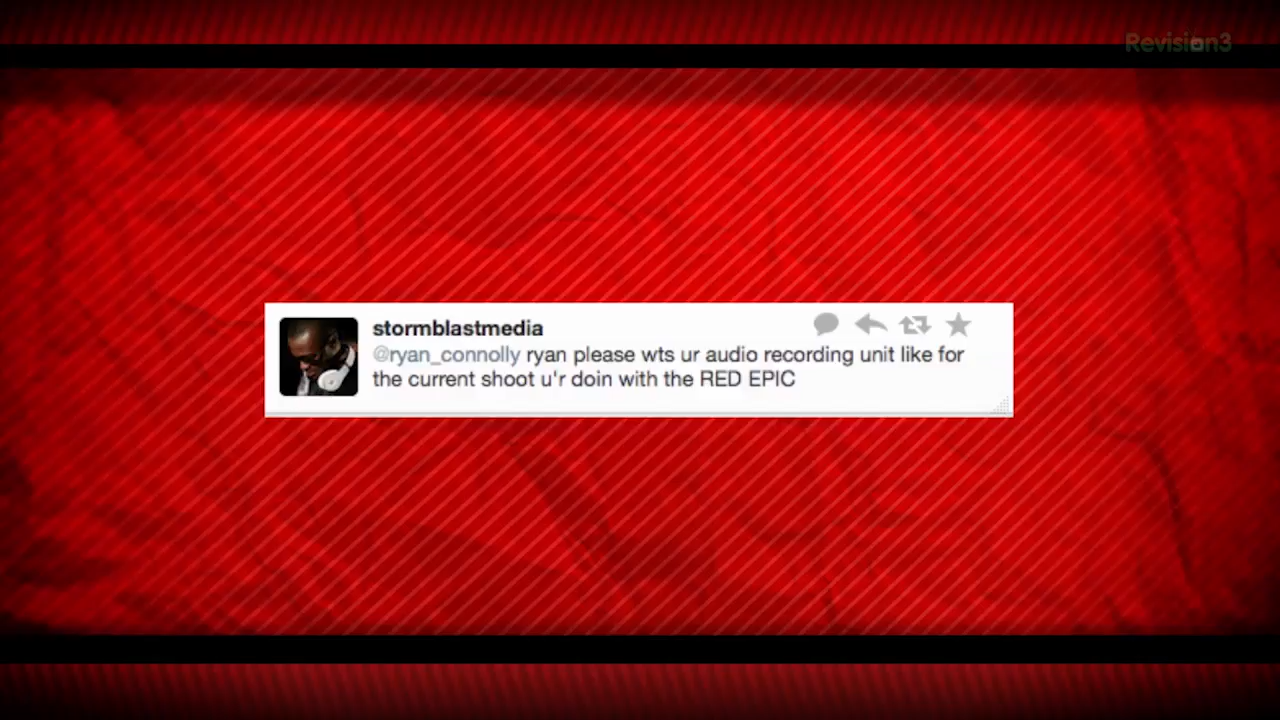 Revision3
stormblastmedia
@ryan_connolly ryan please wts ur audio recording unit like for
the current shoot u'r doin with the RED EPIC